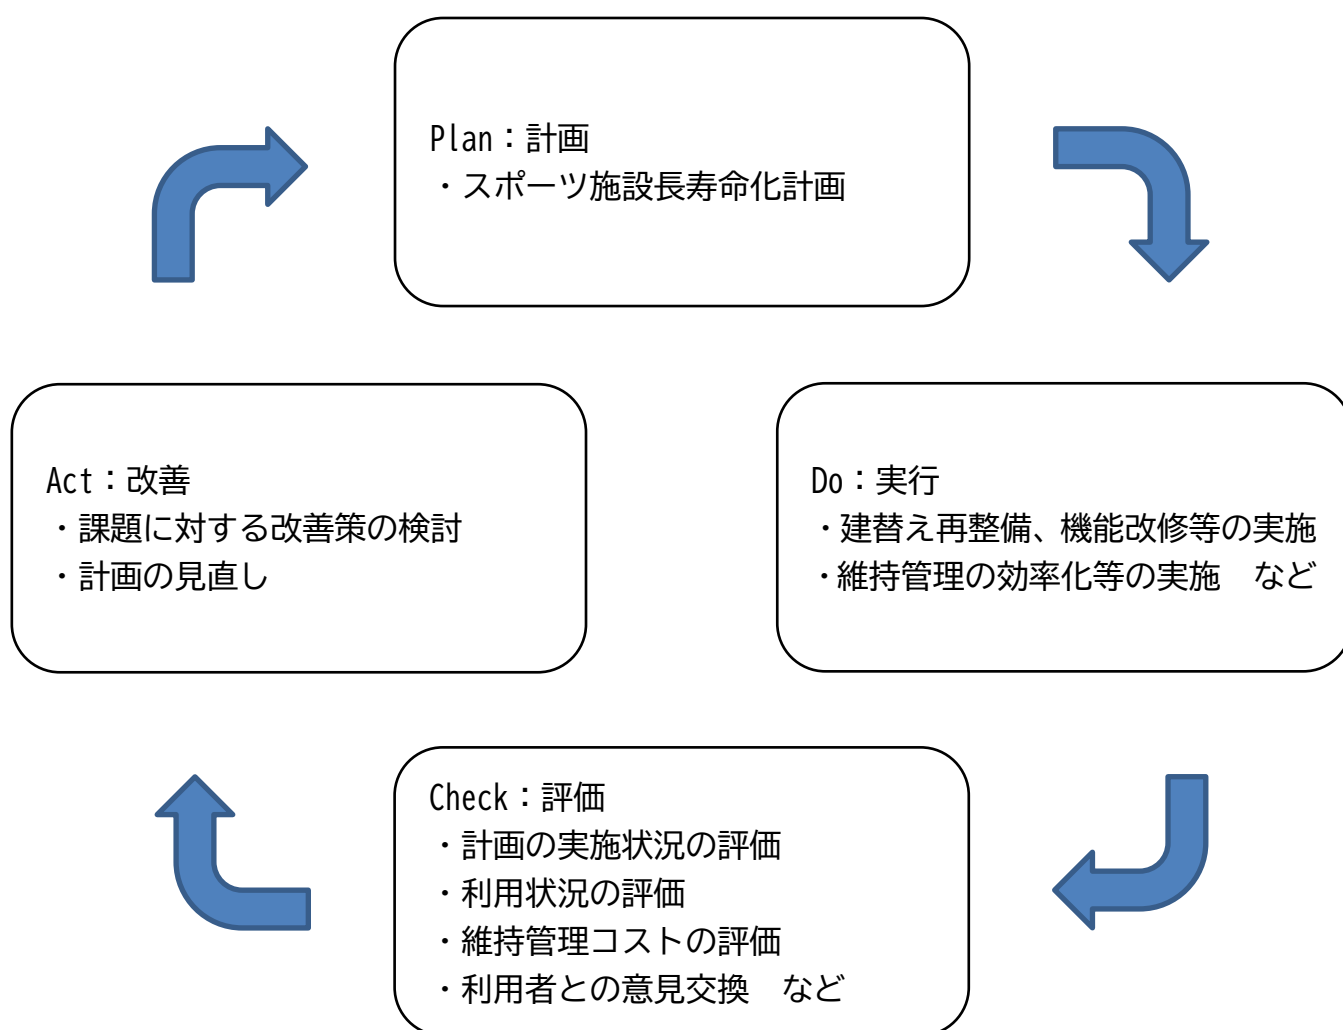 Plan：計画
・スポーツ施設長寿命化計画
Act：改善
・課題に対する改善策の検討
・計画の見直し
Do：実行
・建替え再整備、機能改修等の実施
・維持管理の効率化等の実施　など
Check：評価
・計画の実施状況の評価
・利用状況の評価
・維持管理コストの評価
・利用者との意見交換　など